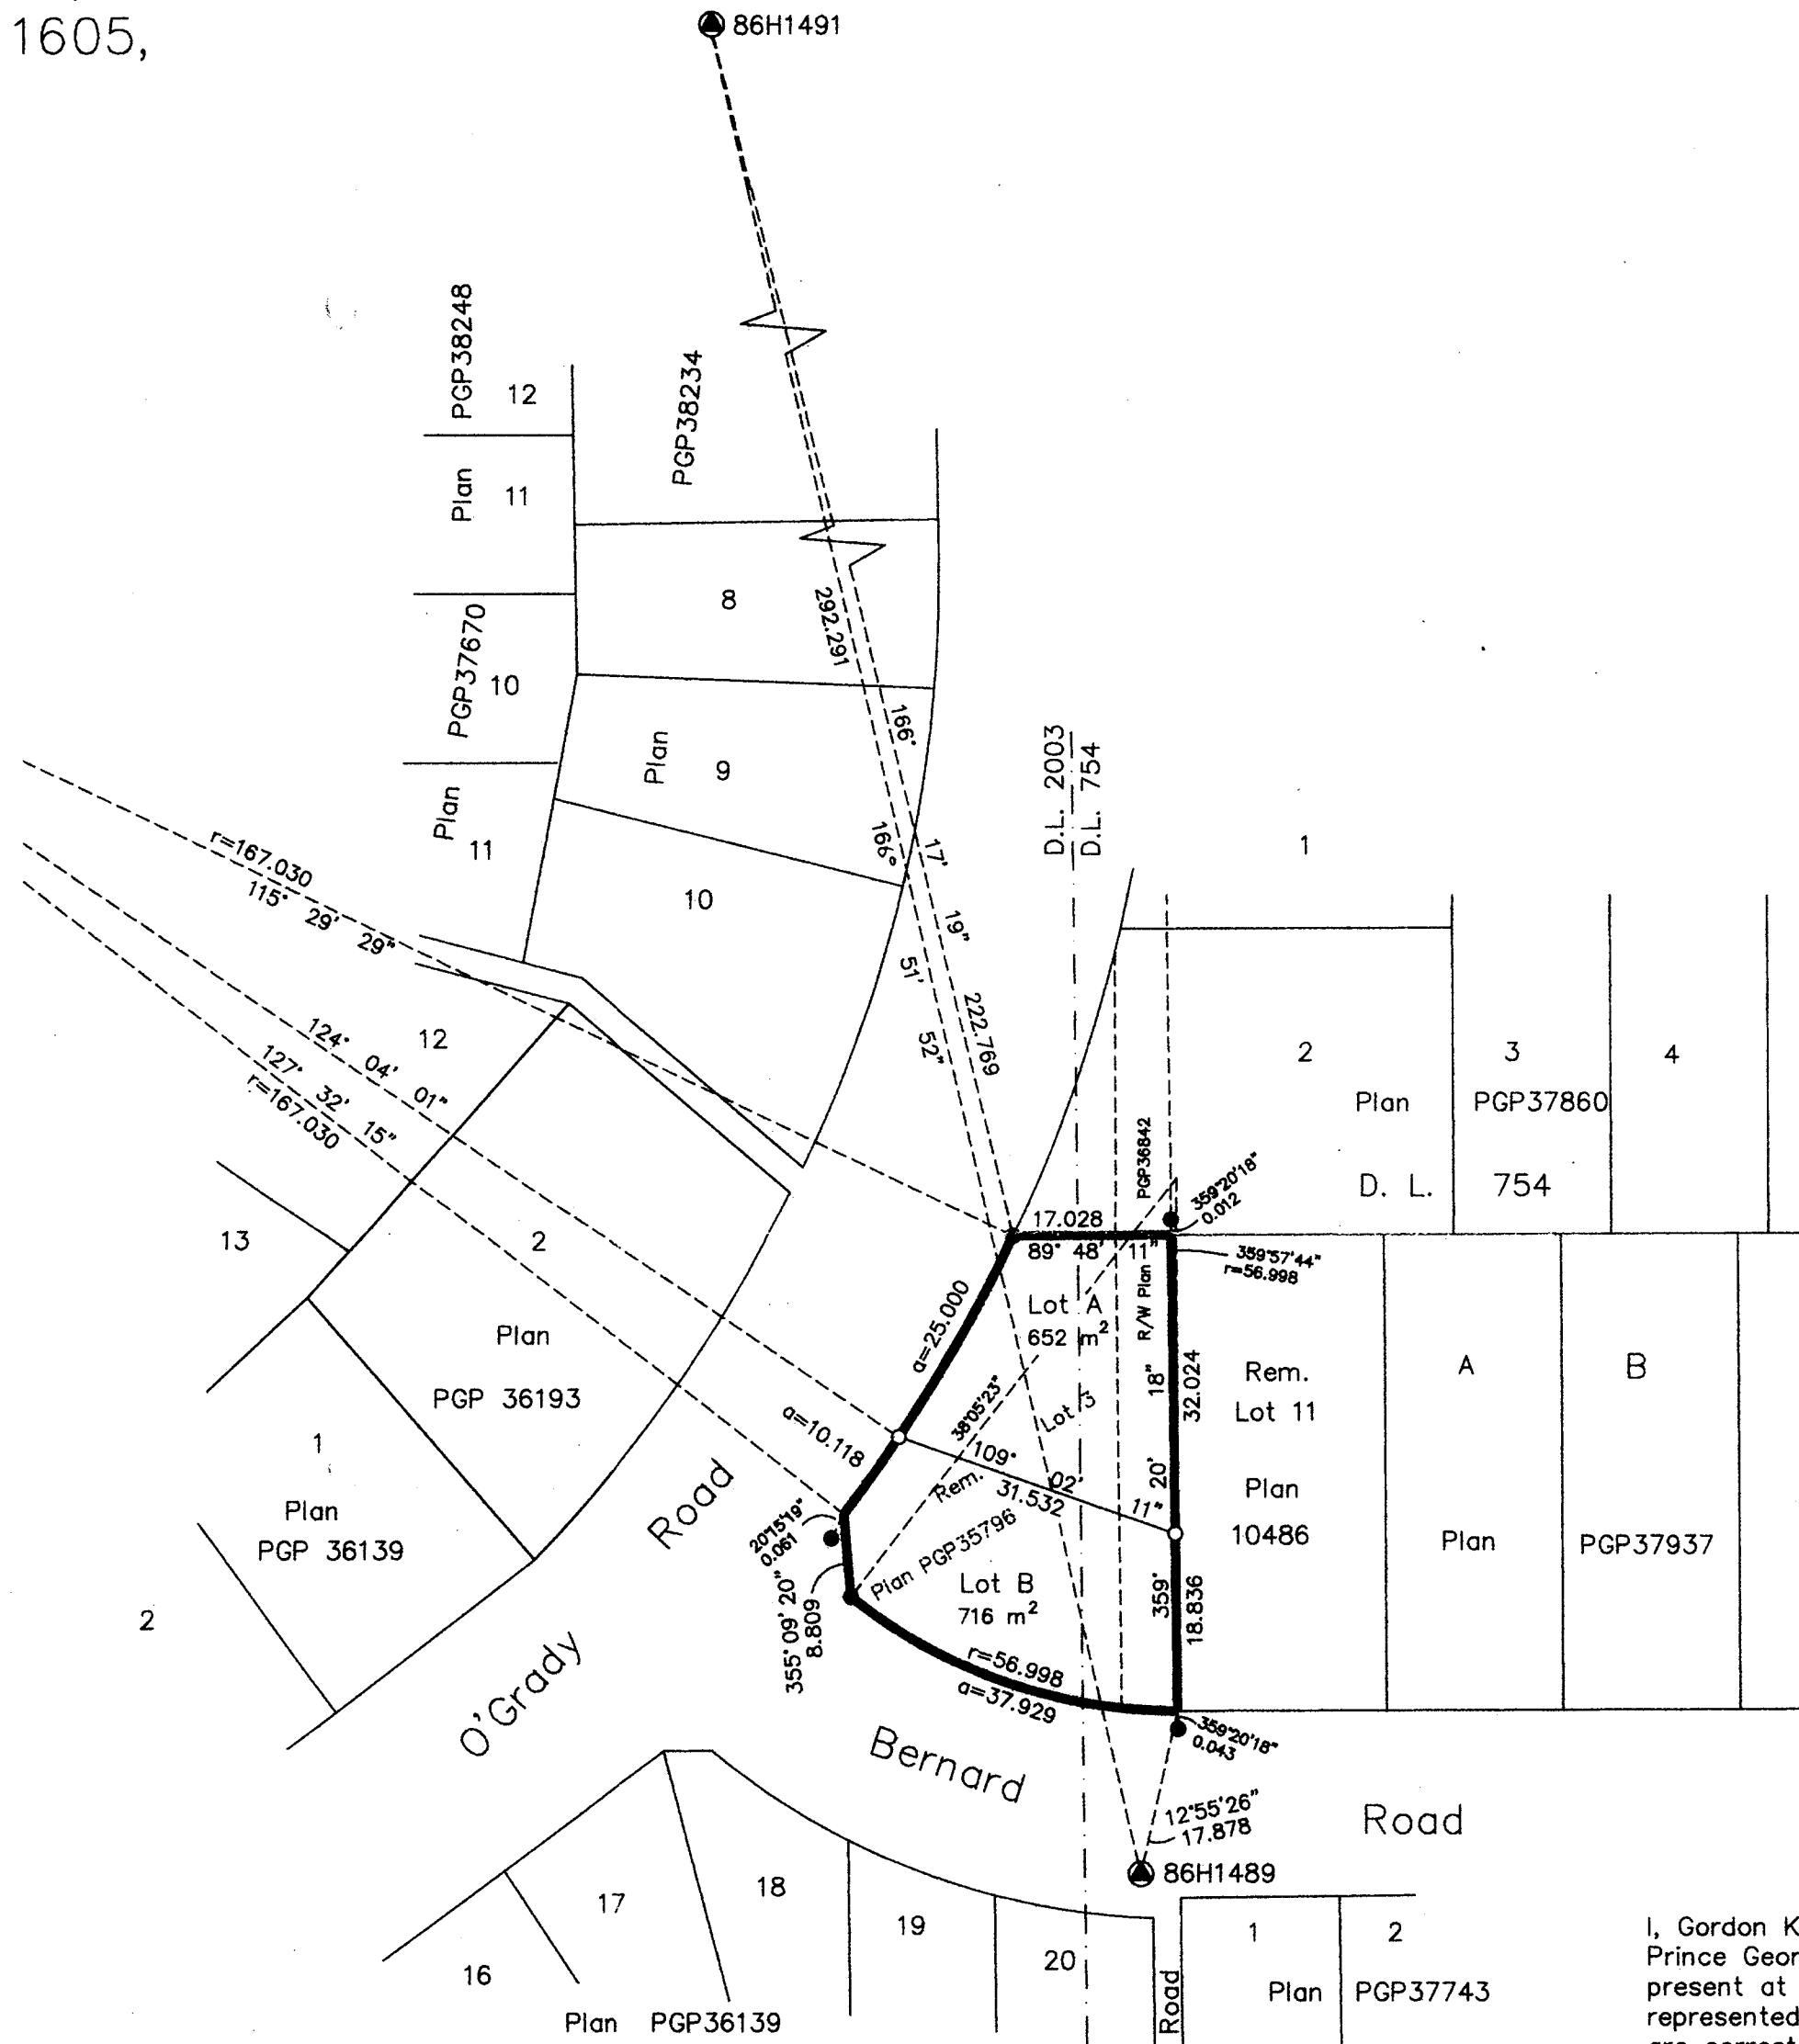 1605,
86H1491
PGP38248
12
PGP38234
Plan
11
8
292.291
PGP37670
10
166°
Plan
9
D.L. 2003
D.L. 754
Plan
11
166°
17'
1
r=167.030
115° 29' 29"
10
19"
51'
222.769
52"
12
124° 04' 01"
127° 32' 15"
r=167.030
2
3
4
Plan
PGP37860
PGP36842
D. L.
754
359°20'18"
0.012
17.028
89° 48' 11"
359°57'44"
r=56.998
13
2
R/W Plan
Lot A
652 m²
a=25.000
Plan
PGP 36193
18"
32.024
Rem.
Lot 11
A
B
38°05'23"
Lot 3
a=10.118
1
109° 02' 11"
31.532
Rem.
20'
Plan
10486
Plan
PGP 36139
Road
20°15'19"
0.061
Plan PGP35796
Plan
PGP37937
Lot B
716 m²
359°
18.836
355° 09' 20"
8.809
2
r=56.998
a=37.929
O'Grady
359°20'18"
0.043
Bernard
Road
12°55'26"
17.878
86H1489
18
17
19
1
2
20
16
Plan
PGP37743
Road
Plan PGP36139
I, Gordon K
Prince Geor
present at
represented
are correct